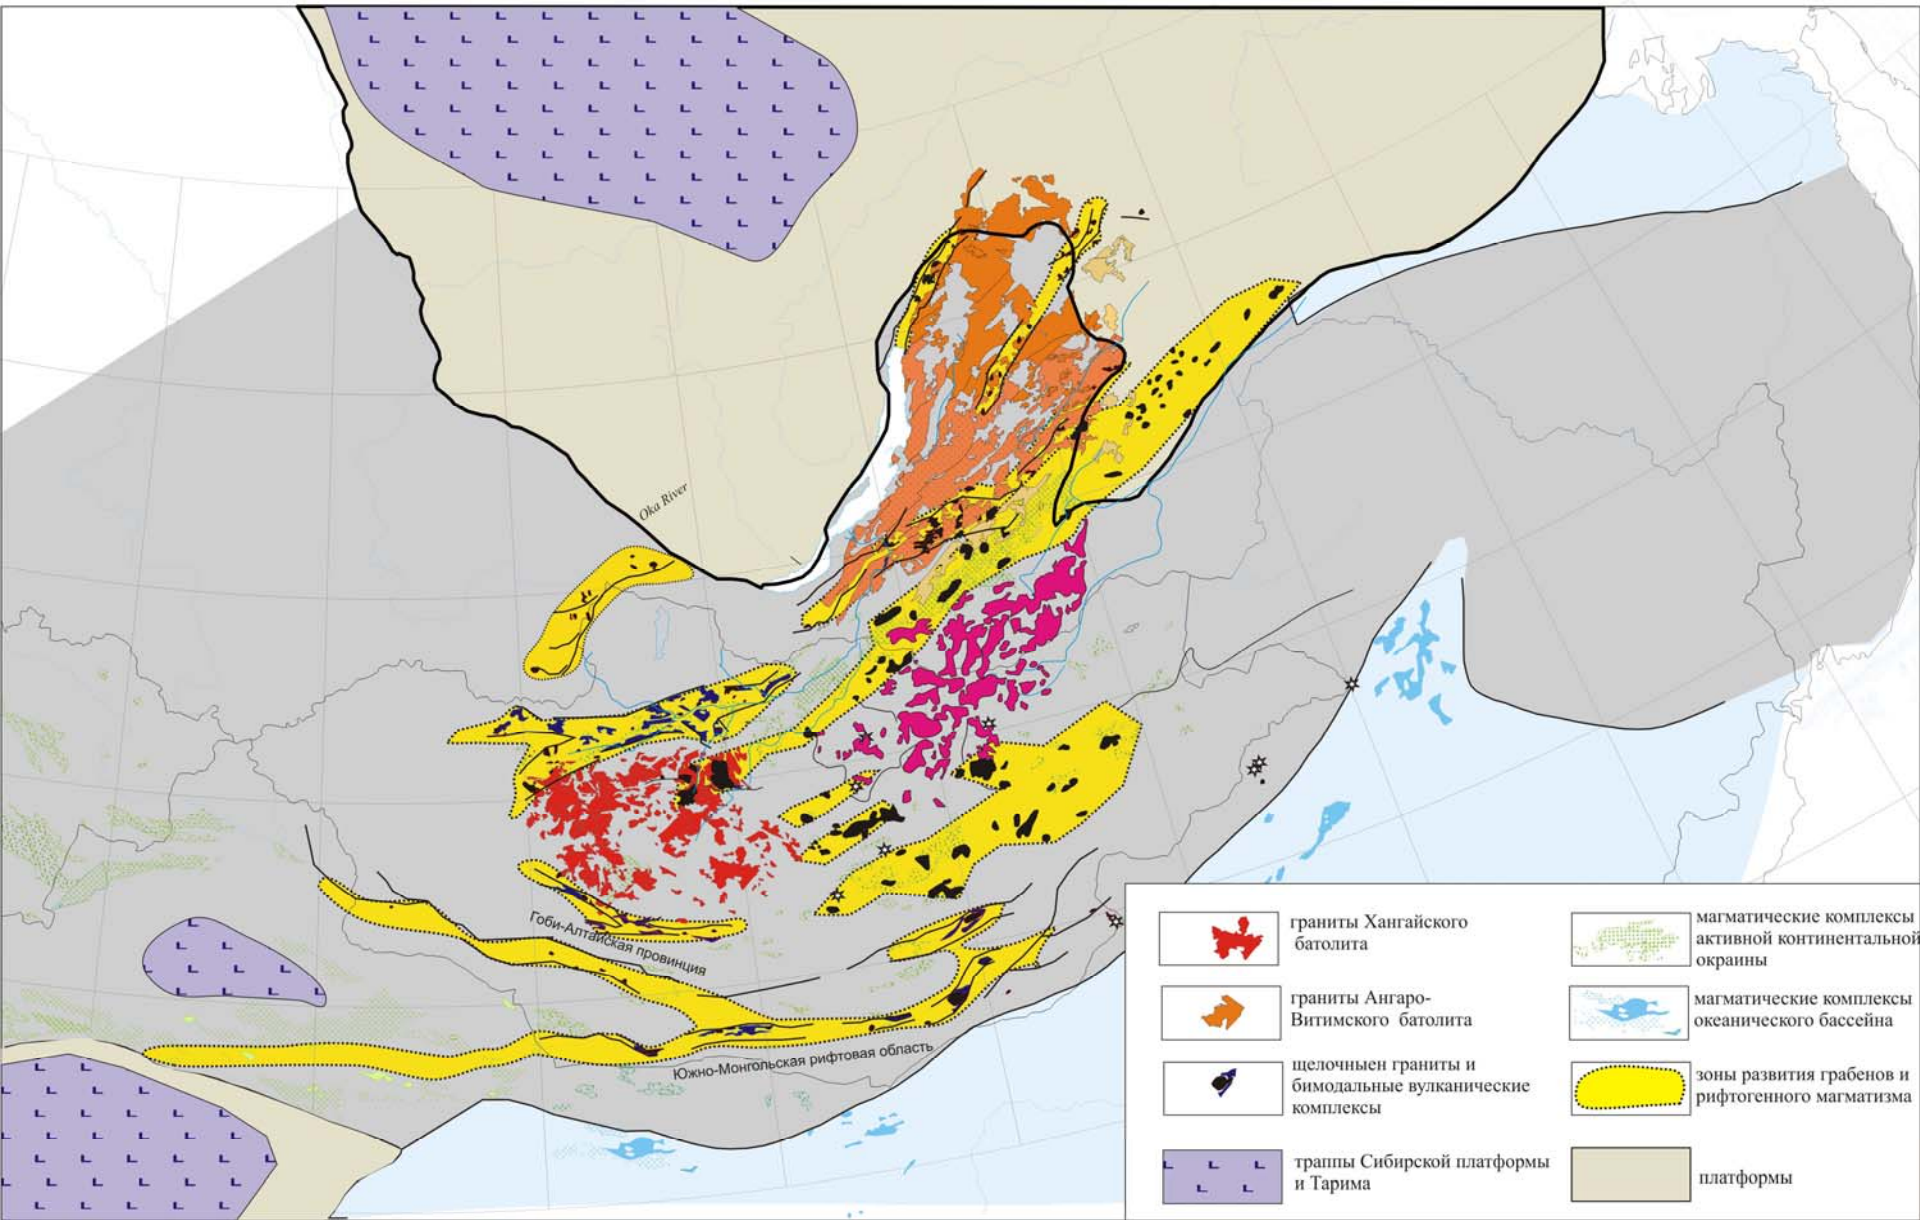 Oka River
Гоби-Алтайская провинция
Южно-Монгольская рифтовая область
граниты Хангайского
батолита
граниты Ангаро-
Витимского батолита
щелочныен граниты и
бимодальные вулканические
комплексы
траппы Сибирской платформы
и Тарима
магматические комплексы
активной континентальной
окраины
магматические комплексы
океанического бассейна
зоны развития грабенов и
рифтогенного магматизма
платформы